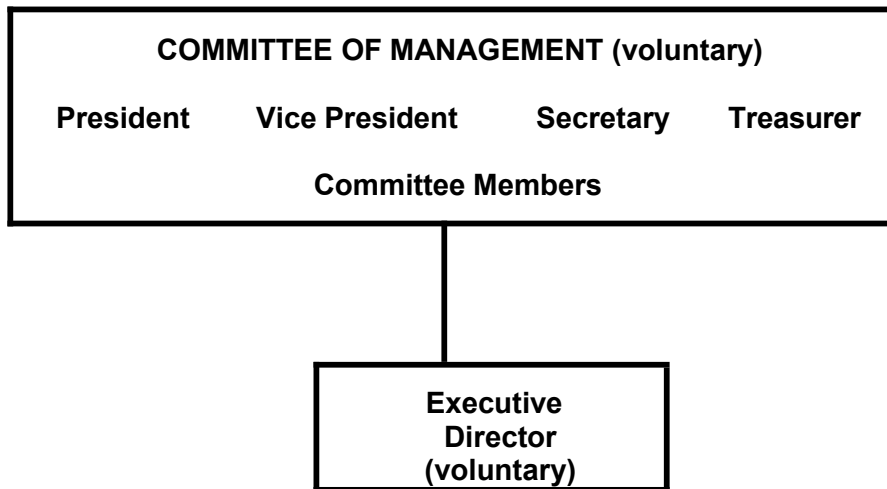 COMMITTEE OF MANAGEMENT (voluntary)
President Vice President Secretary Treasurer
Committee Members
Executive
Director
(voluntary)